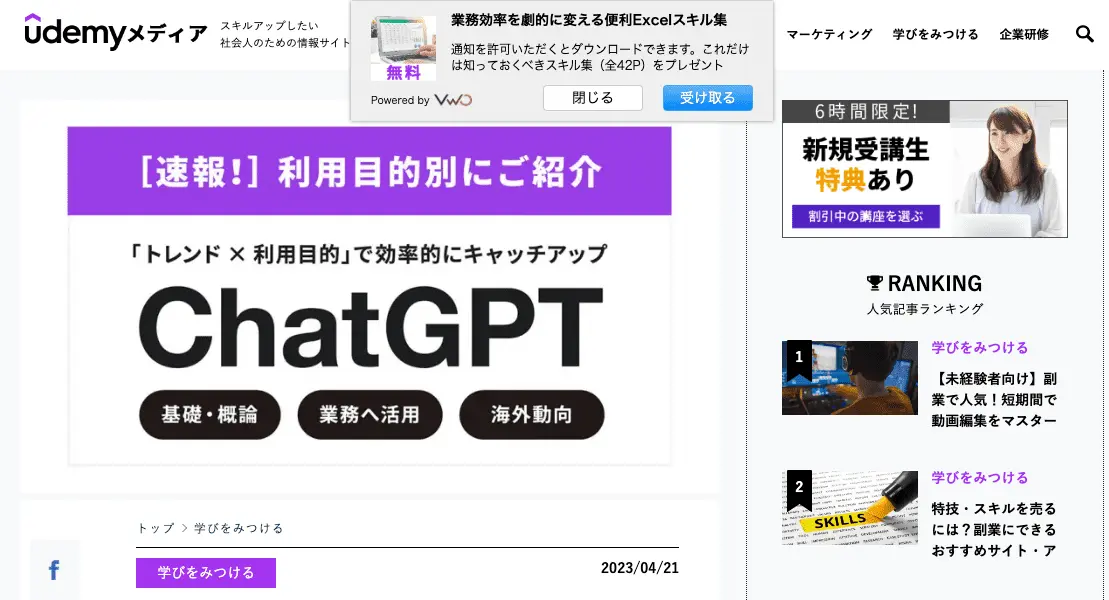 ûdemyメディア
スキルアップしたい
社会人のための情報サイト
マーケティング
学びをみつける
企業研修
無料
業務効率を劇的に変える便利Excelスキル集
通知を許可いただくとダウンロードできます。これだけ
は知っておくべきスキル集（全42P）をプレゼント
Powered by VWO
閉じる
受け取る
［速報！］利用目的別にご紹介
「トレンド × 利用目的」で効率的にキャッチアップ
ChatGPT
基礎・概論
業務へ活用
海外動向
トップ > 学びをみつける
学びをみつける
2023/04/21
f
6時間限定!
新規受講生
特典あり
割引中の講座を選ぶ
RANKING
人気記事ランキング
1
学びをみつける
【未経験者向け】副
業で人気！短期間で
動画編集をマスター
2
SKILLS
学びをみつける
特技・スキルを売る
には？副業にできる
おすすめサイト・ア